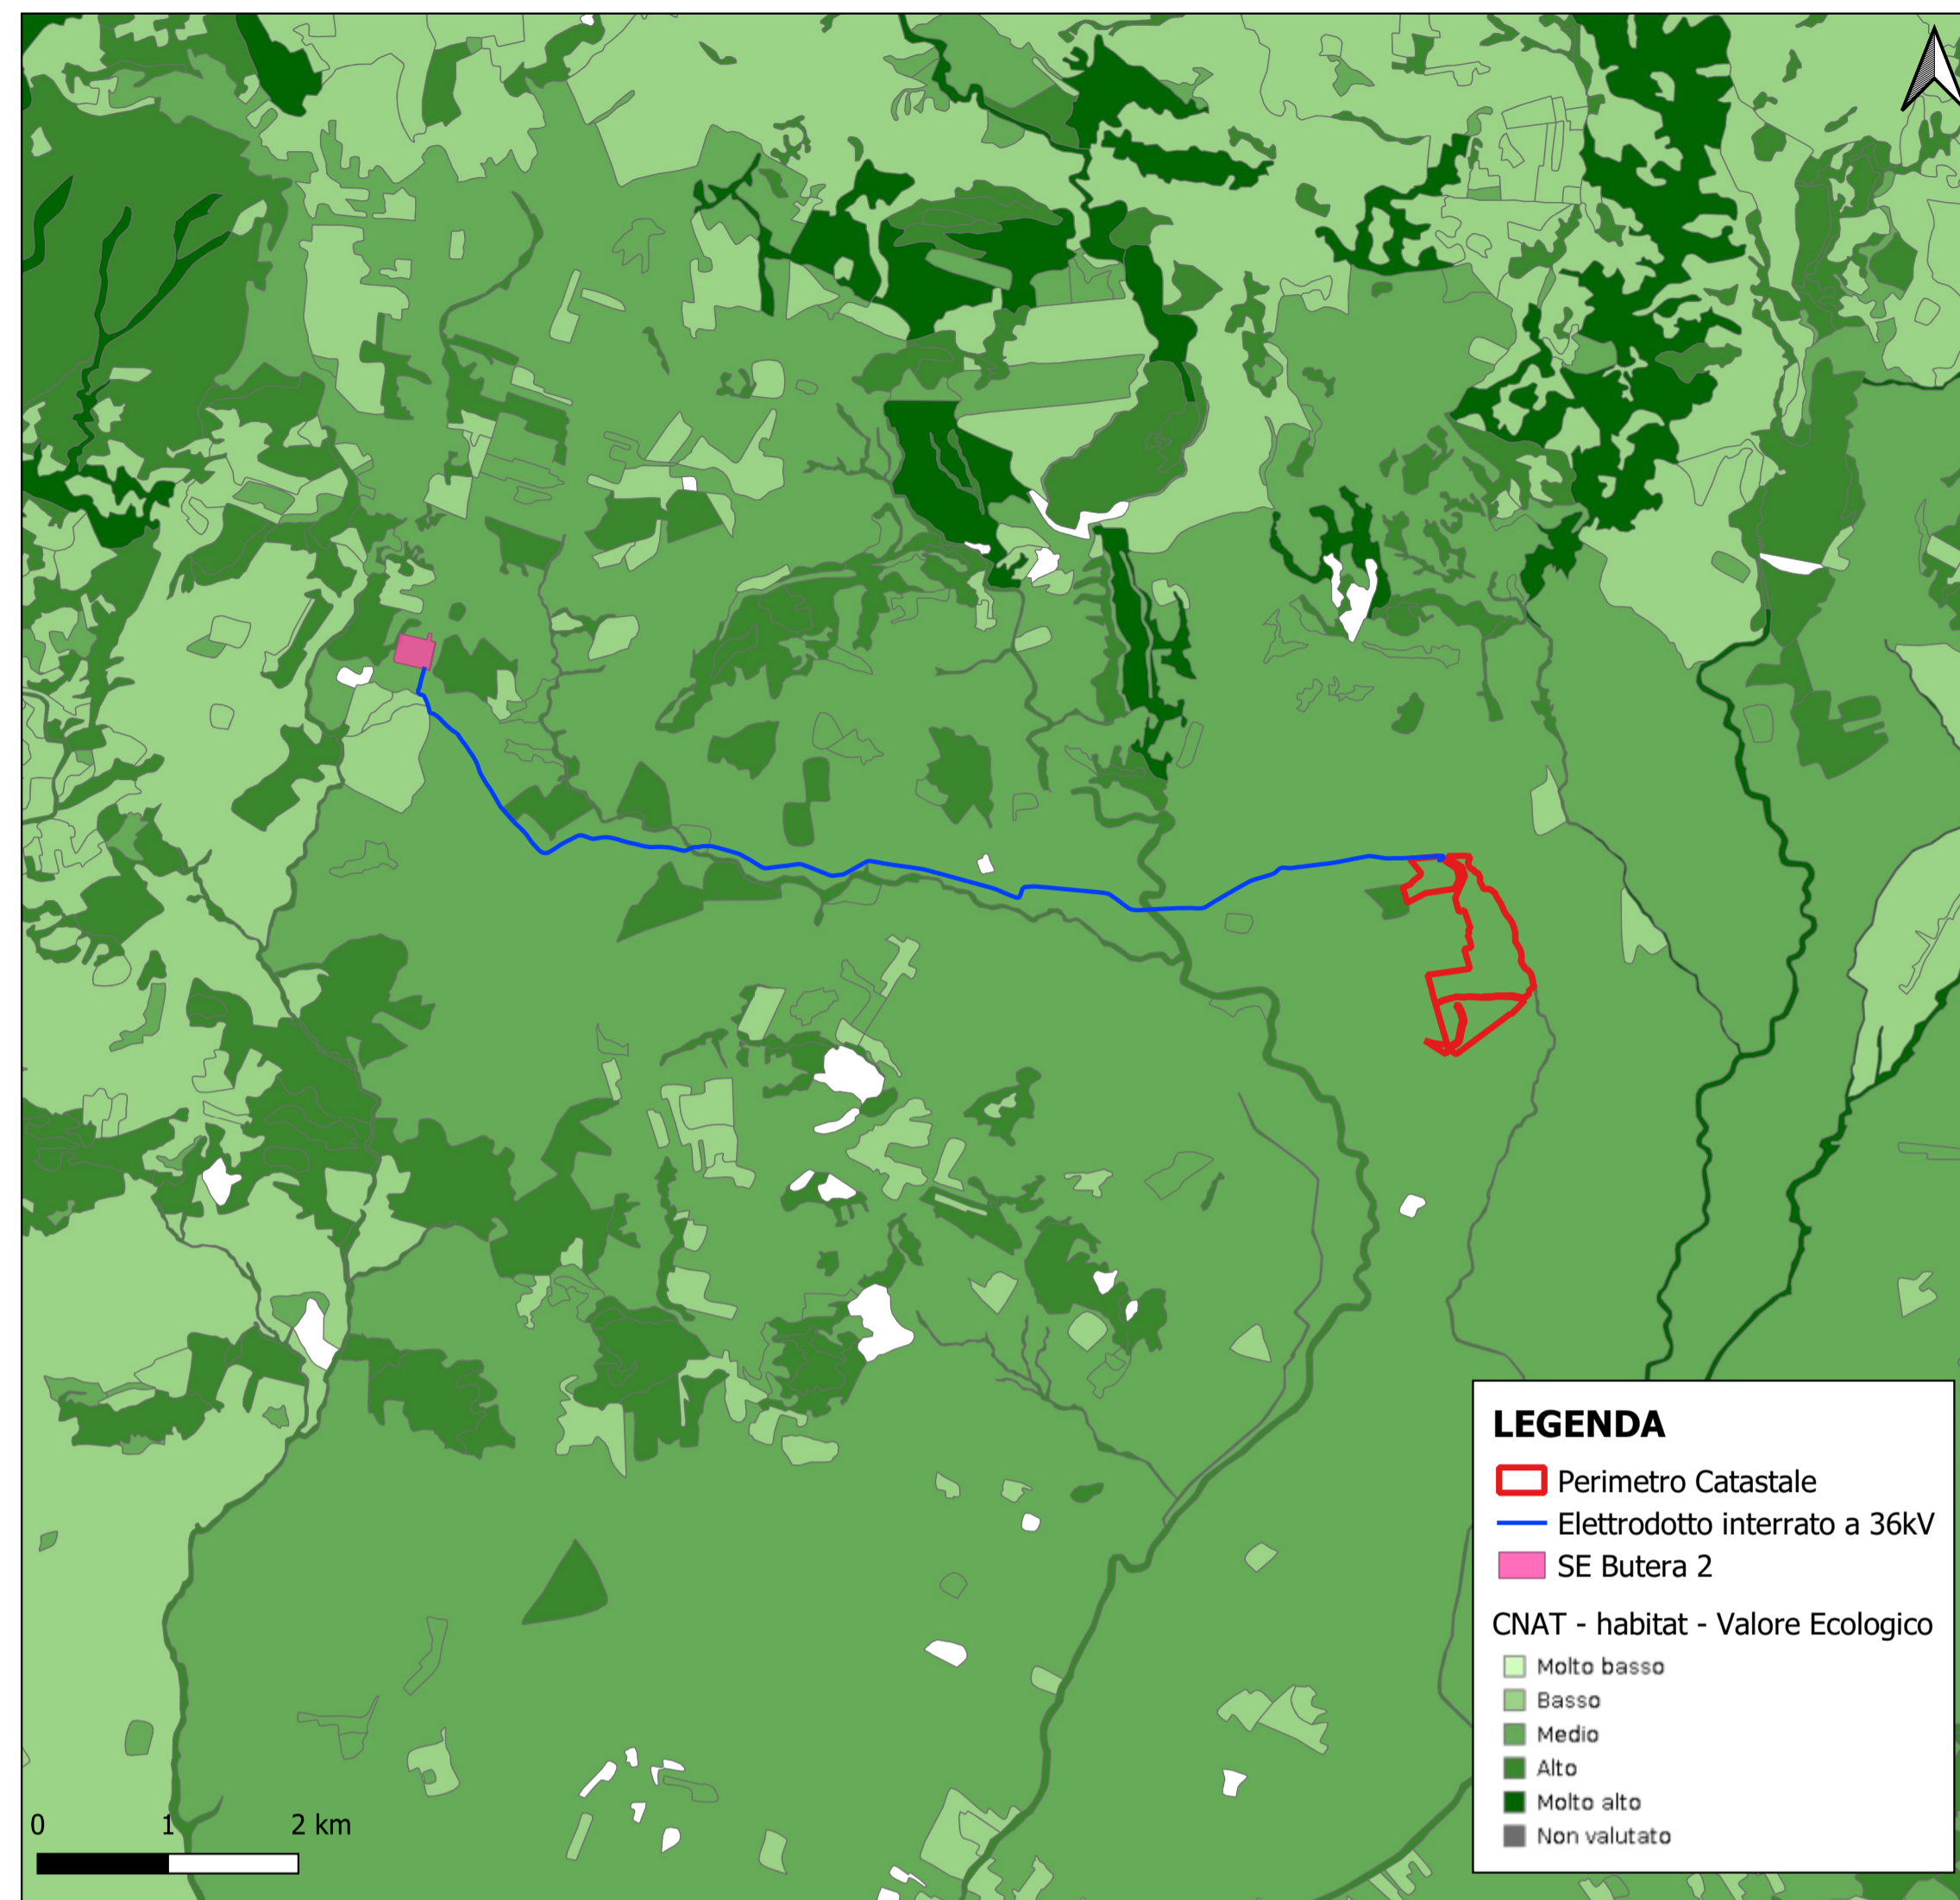 LEGENDA
Perimetro Catastale
Elettrodotto interrato a 36kV
SE Butera 2
CNAT - habitat - Valore Ecologico
Molto basso
Basso
Medio
Alto
Molto alto
Non valutato
0 1 2 km